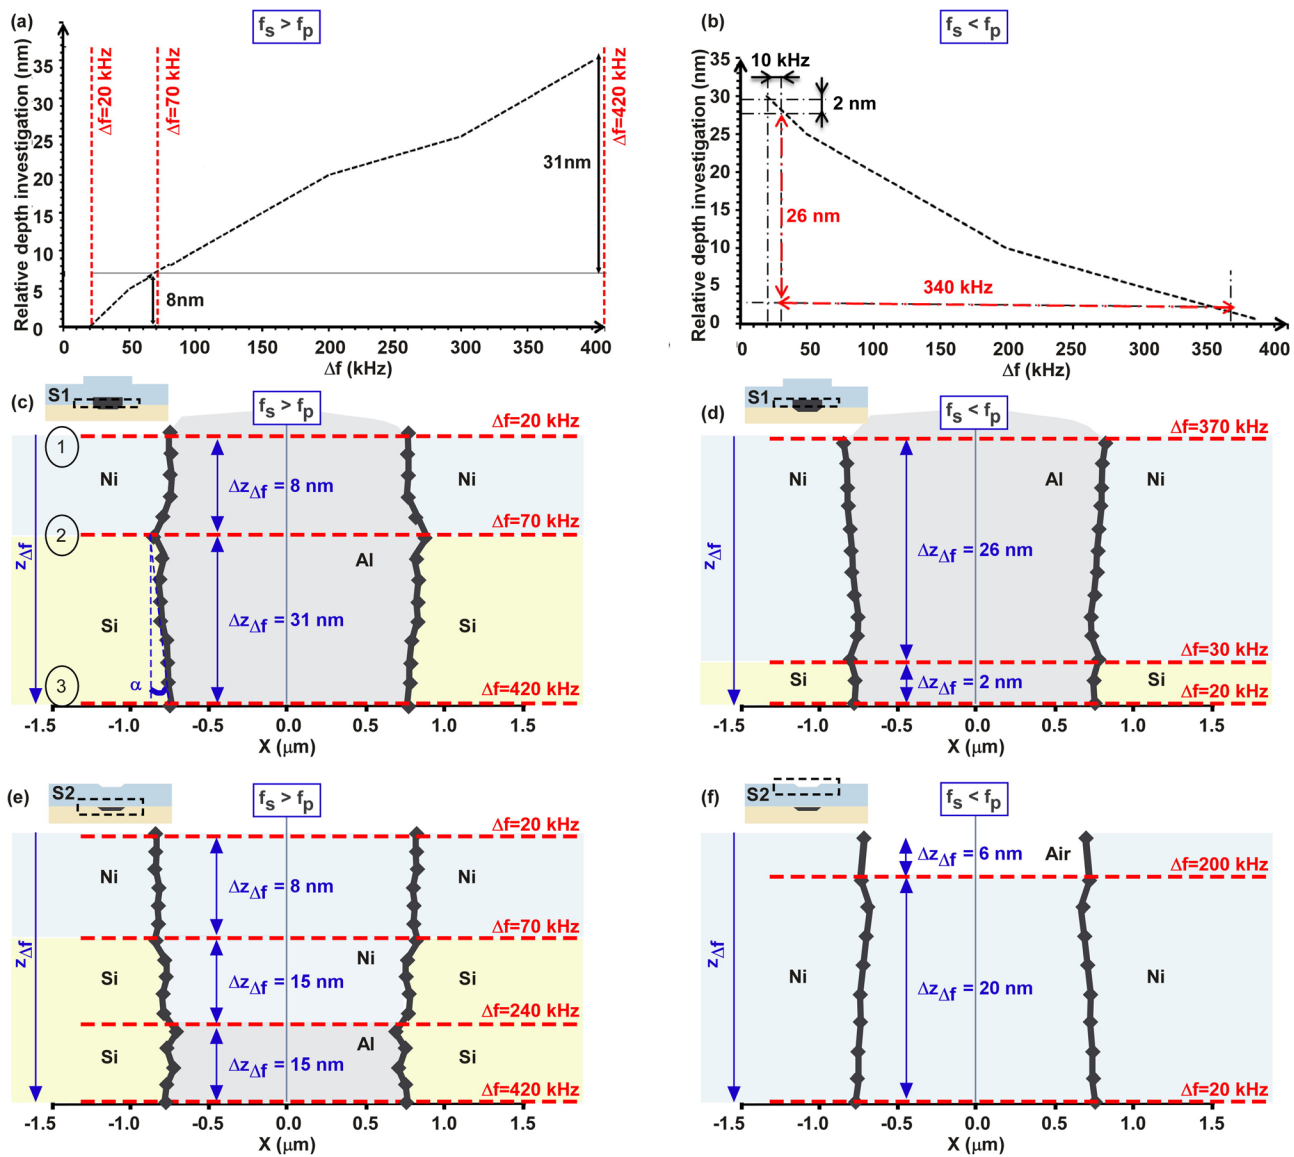 (a)
fs > fp
Relative depth investigation (nm)
35
30
25
20
15
10
5
0
Δf=20 kHz
Δf=70 kHz
Δf=420 kHz
31nm
8nm
0 50 100 150 200 250 300 350 400
Δf (kHz)
(b)
fs < fp
Relative depth investigation (nm)
35
30
25
20
15
10
5
0
10 kHz
2 nm
26 nm
340 kHz
0 50 100 150 200 250 300 350 400
Δf (kHz)
(c)
S1
fs > fp
Δf=20 kHz
1
Ni
ΔzΔf = 8 nm
Ni
Δf=70 kHz
2
zΔf
Al
Si
ΔzΔf = 31 nm
Si
3
α
Δf=420 kHz
-1.5 -1.0 -0.5 0.0 0.5 1.0 1.5
X (μm)
(d)
S1
fs < fp
Δf=370 kHz
Ni
Al
Ni
zΔf
ΔzΔf = 26 nm
Δf=30 kHz
Si
ΔzΔf = 2 nm
Si
Δf=20 kHz
-1.5 -1.0 -0.5 0.0 0.5 1.0 1.5
X (μm)
(e)
S2
fs > fp
Δf=20 kHz
Ni
ΔzΔf = 8 nm
Ni
Δf=70 kHz
zΔf
Ni
Si
ΔzΔf = 15 nm
Si
Δf=240 kHz
Al
Si
ΔzΔf = 15 nm
Si
Δf=420 kHz
-1.5 -1.0 -0.5 0.0 0.5 1.0 1.5
X (μm)
(f)
S2
fs < fp
ΔzΔf = 6 nm
Air
Δf=200 kHz
zΔf
Ni
ΔzΔf = 20 nm
Ni
Δf=20 kHz
-1.5 -1.0 -0.5 0.0 0.5 1.0 1.5
X (μm)